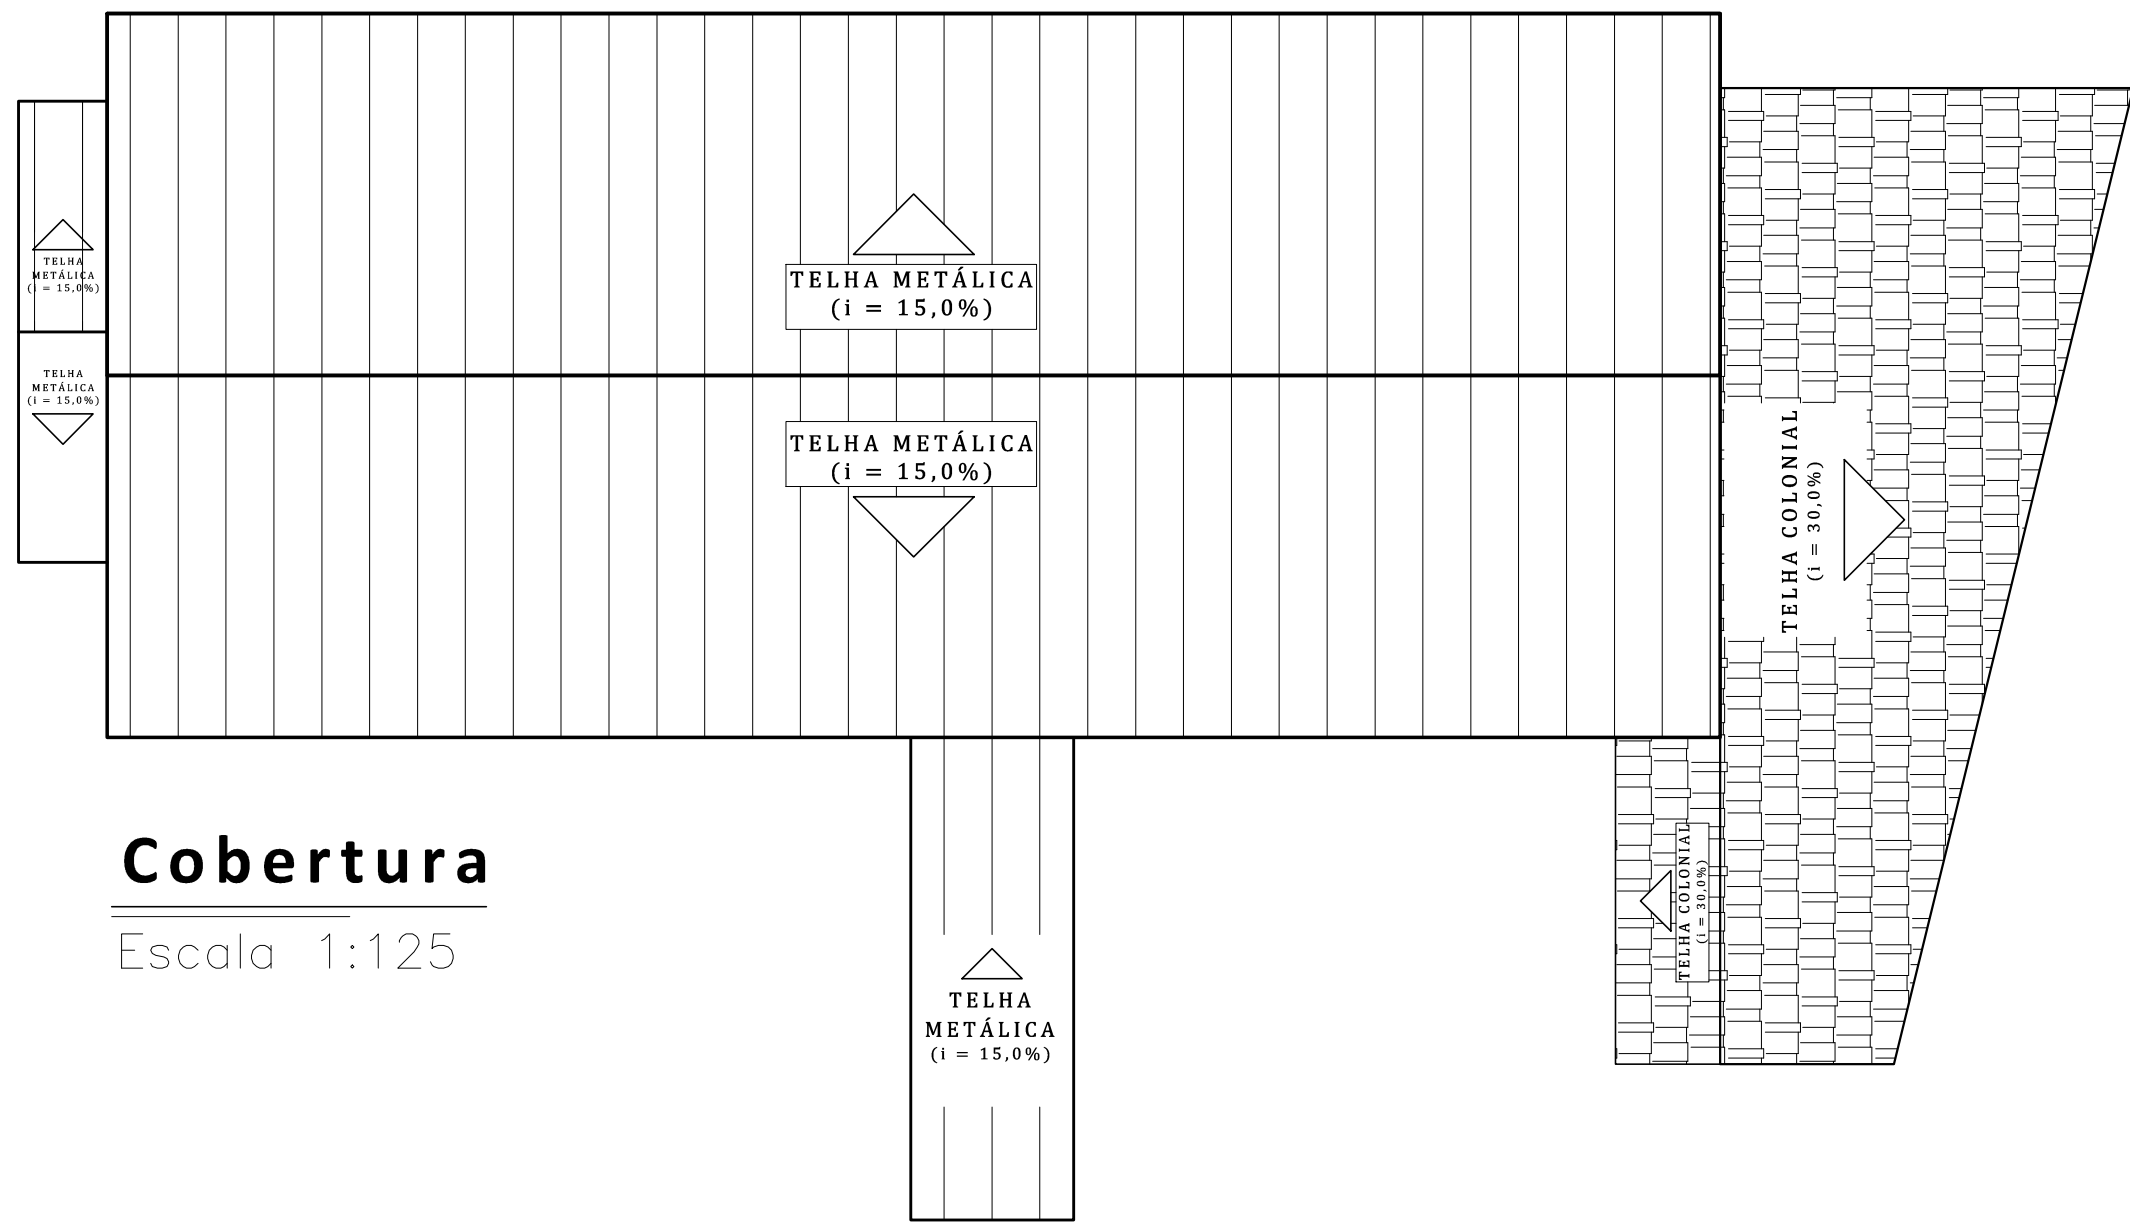 TELHA
METÁLICA
(i = 15,0%)
TELHA METÁLICA
(i = 15,0%)
TELHA
METÁLICA
(i = 15,0%)
TELHA METÁLICA
(i = 15,0%)
TELHA COLONIAL
(i = 30,0%)
TELHA COLONIAL
(i = 30,0%)
Cobertura
Escala 1:125
TELHA
METÁLICA
(i = 15,0%)